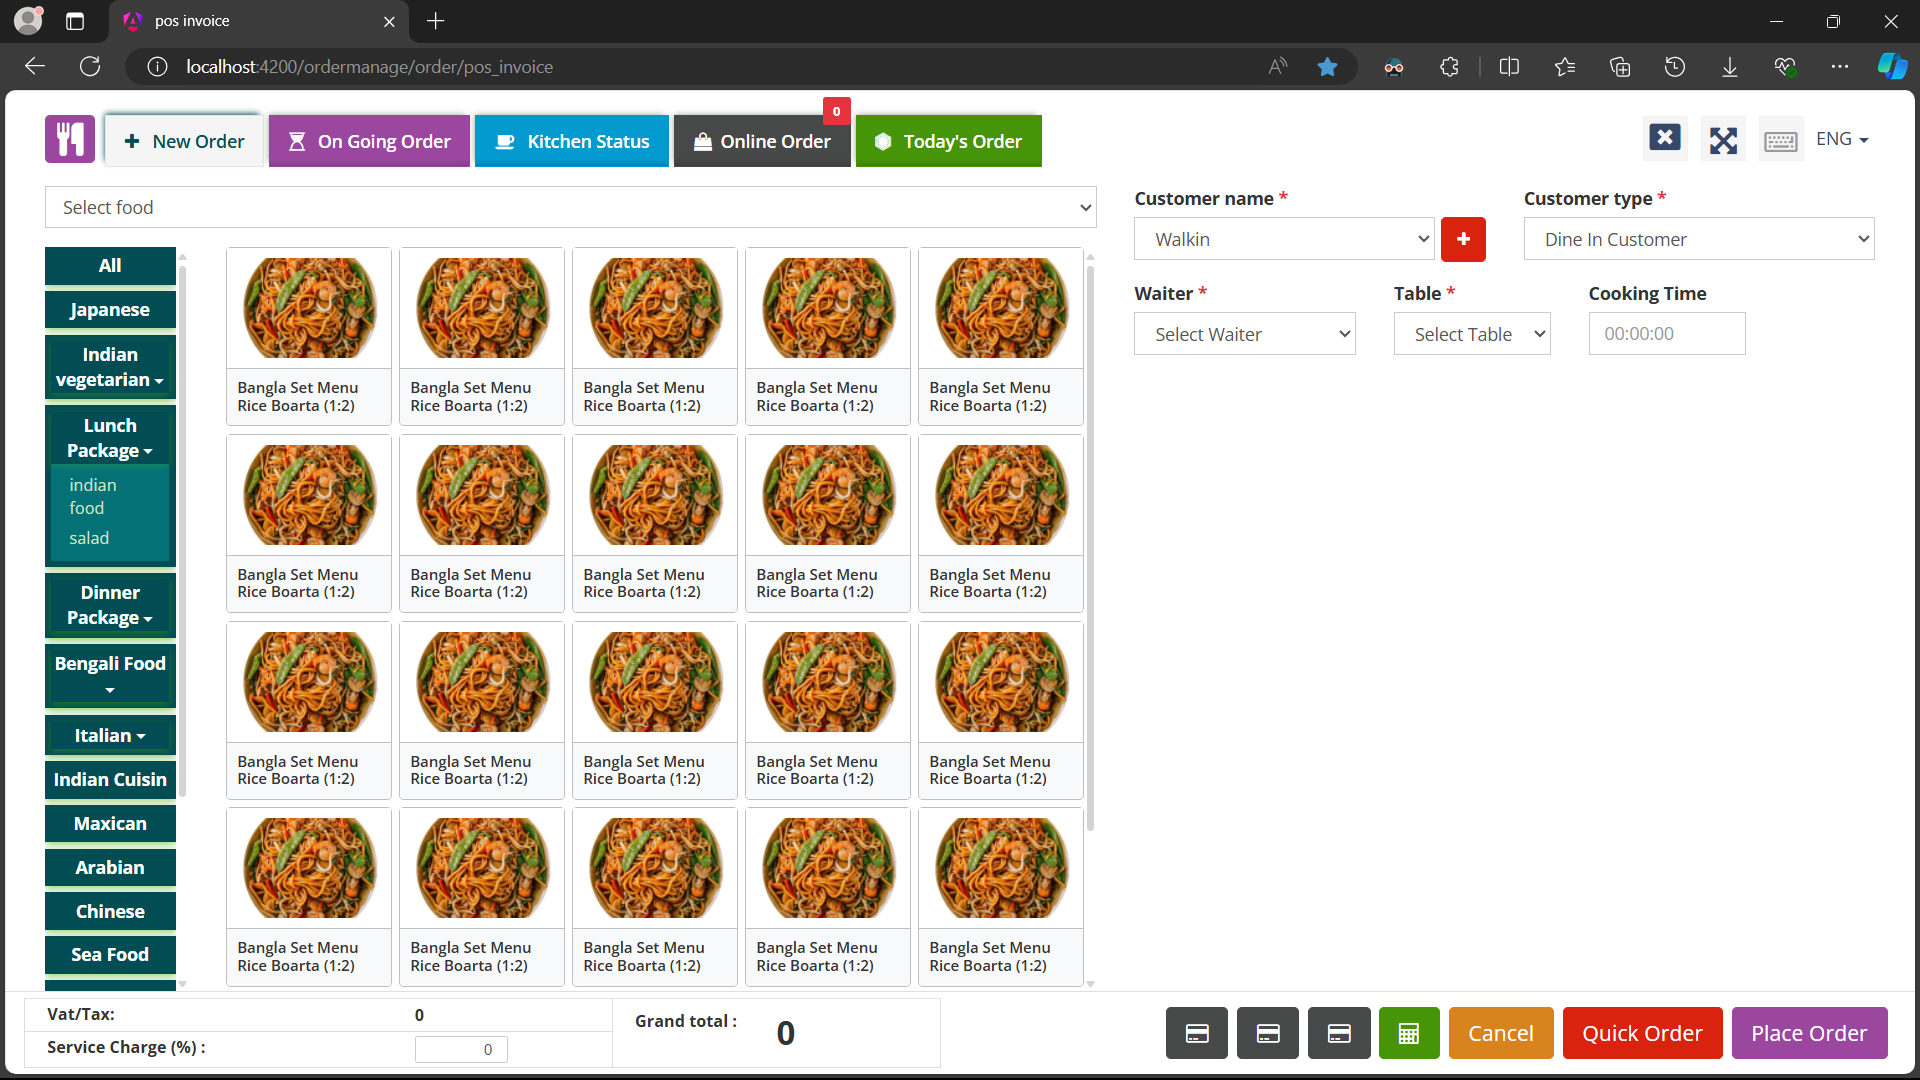 pos invoice
localhost:4200/ordermanage/order/pos_invoice
0
New Order
On Going Order
Kitchen Status
Online Order
Today's Order
ENG
Select food
Customer name *
Customer type *
Walkin
Dine In Customer
Waiter *
Table *
Cooking Time
Select Waiter
Select Table
00:00:00
All
Japanese
Indian
vegetarian
Lunch
Package
indian
food
salad
Dinner
Package
Bengali Food
Italian
Indian Cuisin
Maxican
Arabian
Chinese
Sea Food
Bangla Set Menu
Rice Boarta (1:2)
Bangla Set Menu
Rice Boarta (1:2)
Bangla Set Menu
Rice Boarta (1:2)
Bangla Set Menu
Rice Boarta (1:2)
Bangla Set Menu
Rice Boarta (1:2)
Bangla Set Menu
Rice Boarta (1:2)
Bangla Set Menu
Rice Boarta (1:2)
Bangla Set Menu
Rice Boarta (1:2)
Bangla Set Menu
Rice Boarta (1:2)
Bangla Set Menu
Rice Boarta (1:2)
Bangla Set Menu
Rice Boarta (1:2)
Bangla Set Menu
Rice Boarta (1:2)
Bangla Set Menu
Rice Boarta (1:2)
Bangla Set Menu
Rice Boarta (1:2)
Bangla Set Menu
Rice Boarta (1:2)
Bangla Set Menu
Rice Boarta (1:2)
Bangla Set Menu
Rice Boarta (1:2)
Bangla Set Menu
Rice Boarta (1:2)
Bangla Set Menu
Rice Boarta (1:2)
Bangla Set Menu
Rice Boarta (1:2)
Vat/Tax: 0
Service Charge (%) : 0
Grand total : 0
Cancel
Quick Order
Place Order